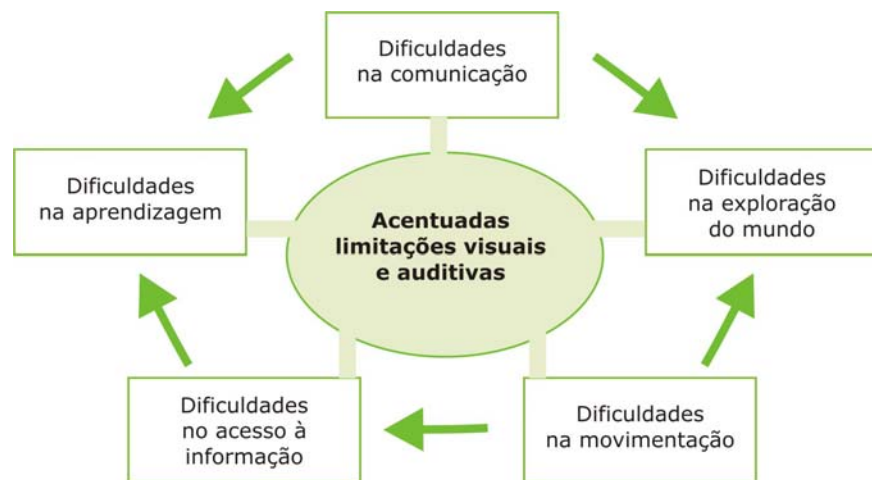 Dificuldades
na comunicação
Dificuldades
na aprendizagem
Dificuldades
na exploração
do mundo
Acentuadas
limitações visuais
e auditivas
Dificuldades
no acesso à
informação
Dificuldades
na movimentação